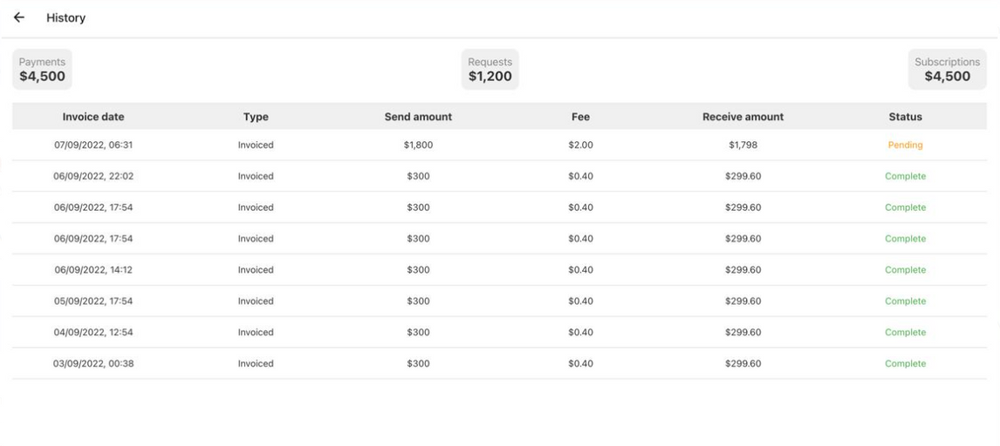 History
Payments Requests Subscriptions
$4,500 $1,200 $4,500
Invoice date Type Send amount Fee Receive amount Status
07/09/2022, 06:31 Invoiced $1,800 $2.00 $1,798 Pending
06/09/2022, 22:02 Invoiced $300 $0.40 $299.60 Complete
06/09/2022, 17:54 Invoiced $300 $0.40 $299.60 Complete
06/09/2022, 17:54 Invoiced $300 $0.40 $299.60 Complete
06/09/2022, 14:12 Invoiced $300 $0.40 $299.60 Complete
05/09/2022, 17:54 Invoiced $300 $0.40 $299.60 Complete
04/09/2022, 12:54 Invoiced $300 $0.40 $299.60 Complete
03/09/2022, 00:38 Invoiced $300 $0.40 $299.60 Complete